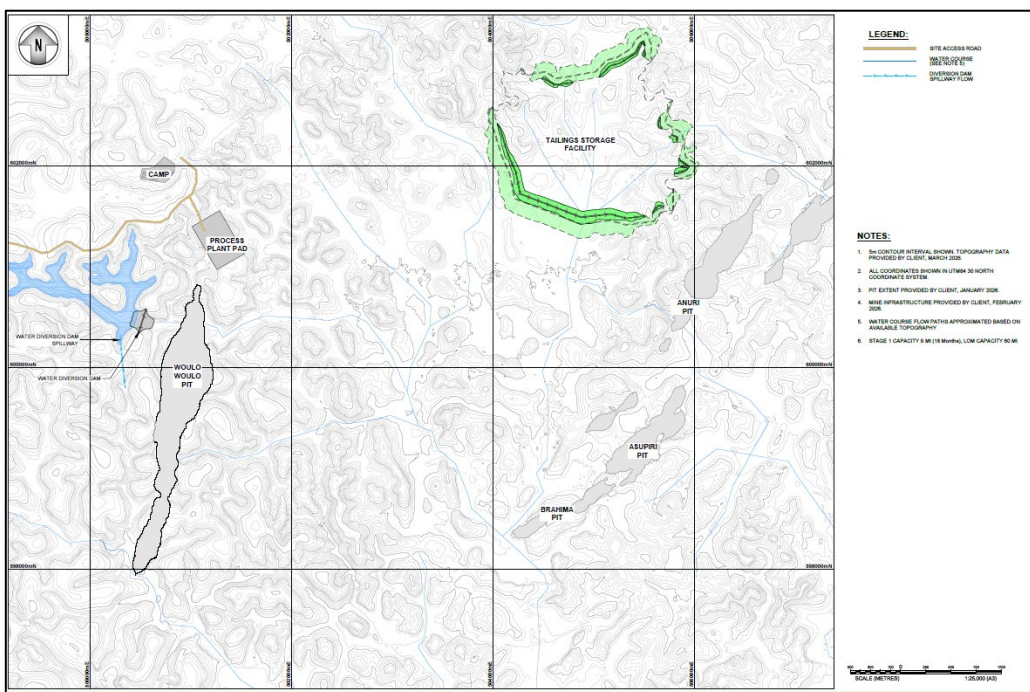 N
LEGEND:
SITE ACCESS ROAD
WATER COURSE
(SEE NOTE 5)
DIVERSION DAM
SPILLWAY FLOW
TAILINGS STORAGE
FACILITY
602000mN
602000mN
CAMP
PROCESS
PLANT PAD
NOTES:
1. 5m CONTOUR INTERVAL SHOWN. TOPOGRAPHY DATA
PROVIDED BY CLIENT, MARCH 2026.
2. ALL COORDINATES SHOWN IN UTM84 30 NORTH
COORDINATE SYSTEM.
3. PIT EXTENT PROVIDED BY CLIENT, JANUARY 2026.
4. MINE INFRASTRUCTURE PROVIDED BY CLIENT, FEBRUARY
2026.
5. WATER COURSE FLOW PATHS APPROXIMATED BASED ON
AVAILABLE TOPOGRAPHY
6. STAGE 1 CAPACITY 9 Mt (18 Months), LOM CAPACITY 60 Mt
ANURI
PIT
WATER DIVERSION DAM
SPILLWAY
WATER DIVERSION DAM
600000mN
600000mN
WOULO
WOULO
PIT
ASUPIRI
PIT
BRAHIMA
PIT
598000mN
598000mN
SCALE (METRES)
1:25,000 (A3)